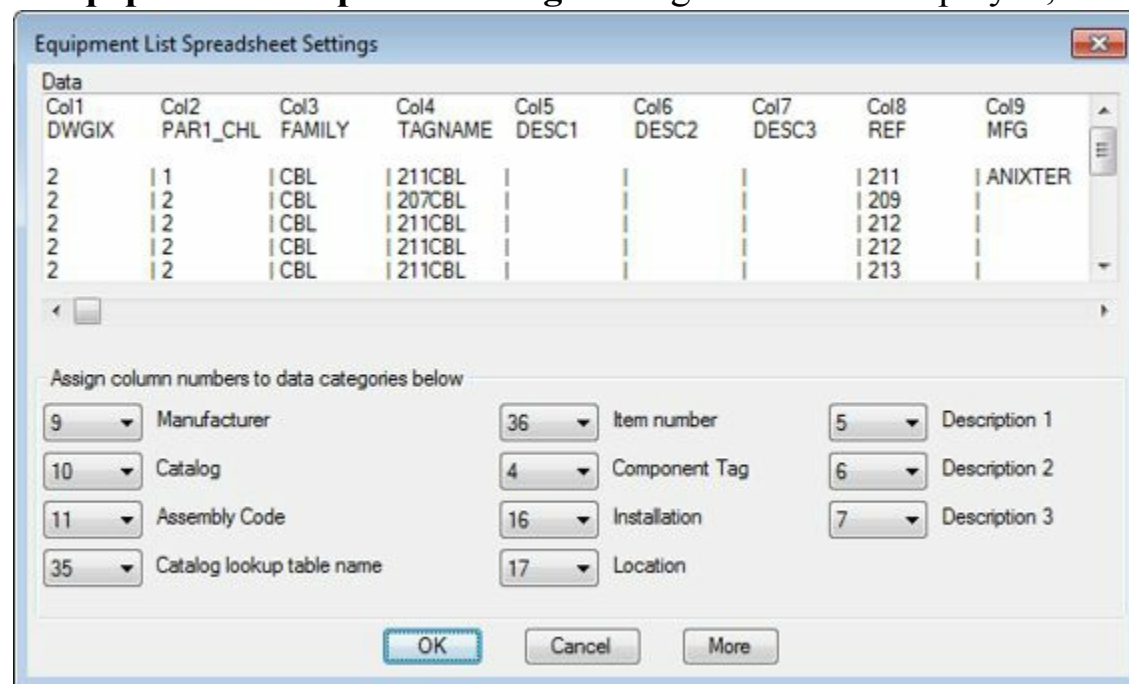 Equipment List Spreadsheet Settings
Data
Col1 Col2 Col3 Col4 Col5 Col6 Col7 Col8 Col9
DWGIX PAR1_CHL FAMILY TAGNAME DESC1 DESC2 DESC3 REF MFG
2 | 1 | CBL | 211CBL | | | | 211 | ANIXTER
2 | 2 | CBL | 207CBL | | | | 209 |
2 | 2 | CBL | 211CBL | | | | 212 |
2 | 2 | CBL | 211CBL | | | | 212 |
2 | 2 | CBL | 211CBL | | | | 213 |
Assign column numbers to data categories below
9 Manufacturer 36 Item number 5 Description 1
10 Catalog 4 Component Tag 6 Description 2
11 Assembly Code 16 Installation 7 Description 3
35 Catalog lookup table name 17 Location
OK Cancel More